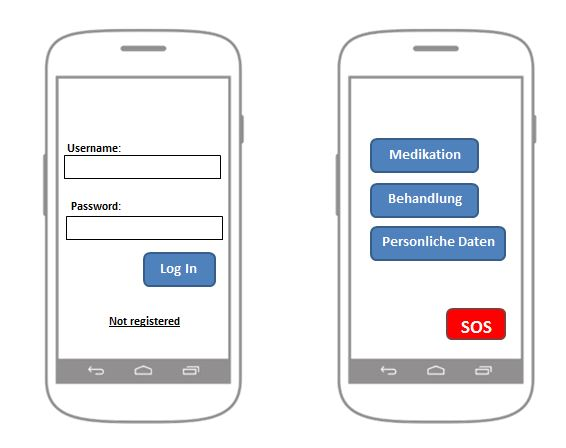 Username:
Password:
Log In
Not registered
Medikation
Behandlung
Personliche Daten
SOS